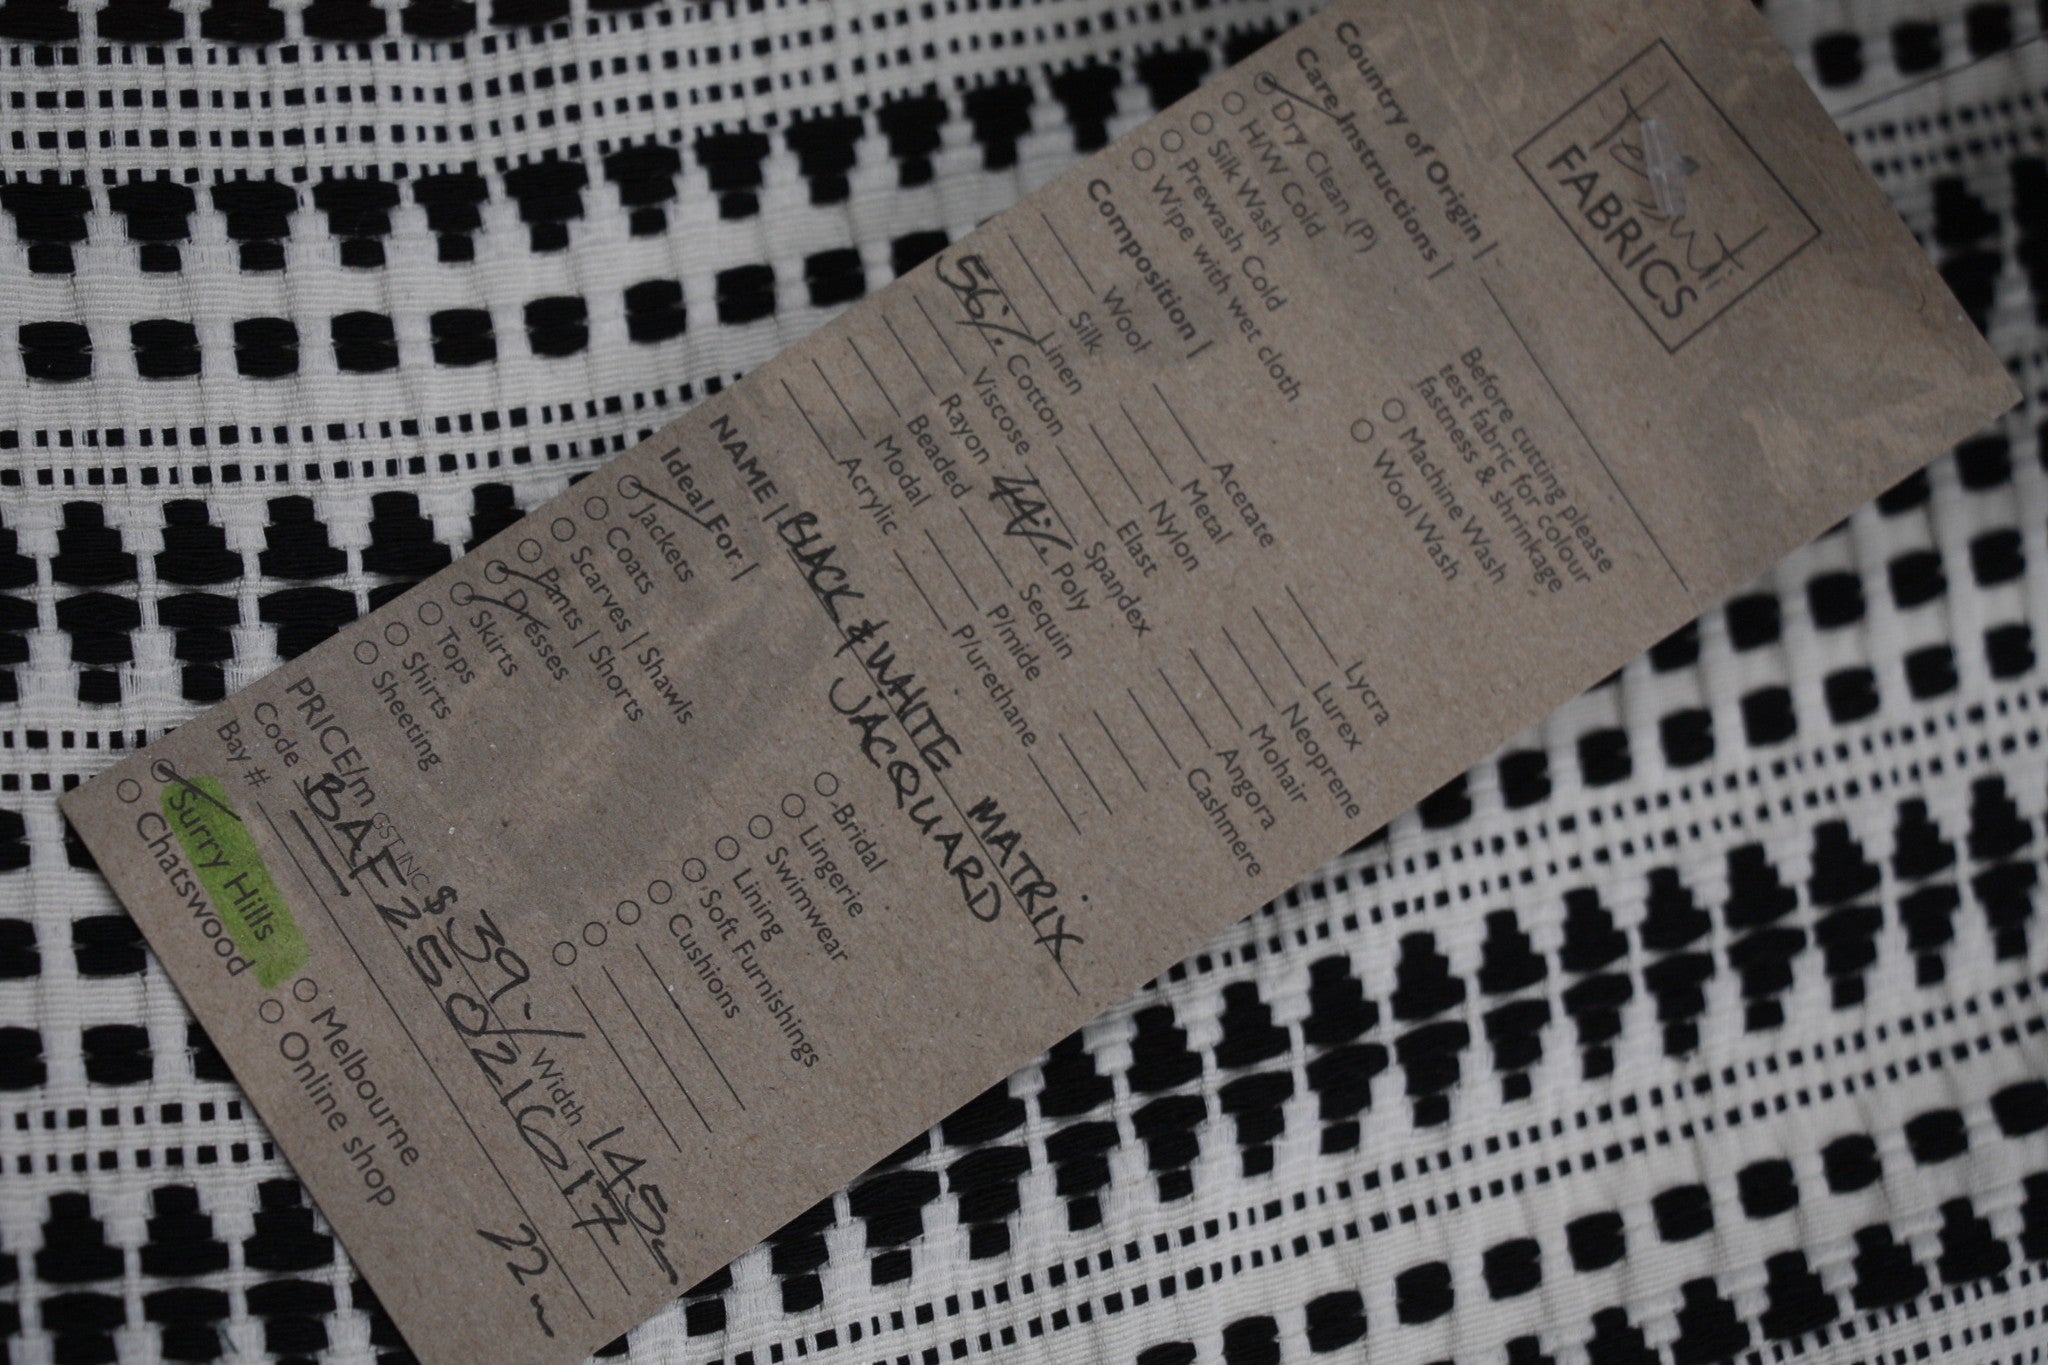 Tessuti
FABRICS
Country of Origin |
Care Instructions |
Dry Clean (P)
H/W Cold
Silk Wash
Prewash Cold
Wipe with wet cloth
Before cutting please
test fabric for colour
fastness & shrinkage
Machine Wash
Wool Wash
Composition |
Wool Acetate Lycra
Silk Metal Lurex
Linen Nylon Neoprene
56% Cotton Elast Mohair
Viscose Spandex Angora
Rayon 44% Poly Cashmere
Beaded Sequin
Modal P/mide
Acrylic P/urethane
NAME | BLACK & WHITE MATRIX
JACQUARD
Ideal For |
Jackets Bridal
Coats Lingerie
Scarves | Shawls Swimwear
Pants | Shorts Lining
Dresses Soft Furnishings
Skirts Cushions
Tops
Shirts
Sheeting
PRICE/m GST INC $39.- Width 145
Code BAF25021617
Bay # 22m
Surry Hills Melbourne
Chatswood Online shop